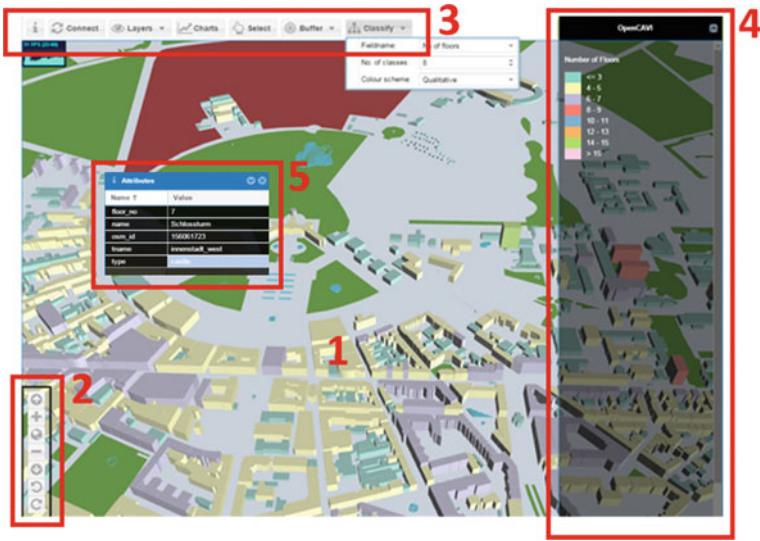 i Connect Layers Charts Select Buffer Classify
3
4
OpenCAVI
Fieldname No of floors
No. of classes 8
Colour scheme Qualitative
Number of Floors
<= 3
4 - 5
6 - 7
8 - 9
10 - 11
12 - 13
14 - 15
> 15
5
i Attributes
Name ↑ Value
floor_no 7
name Schlossturm
osm_id 156061723
tname innenstadt_west
type castle
1
2